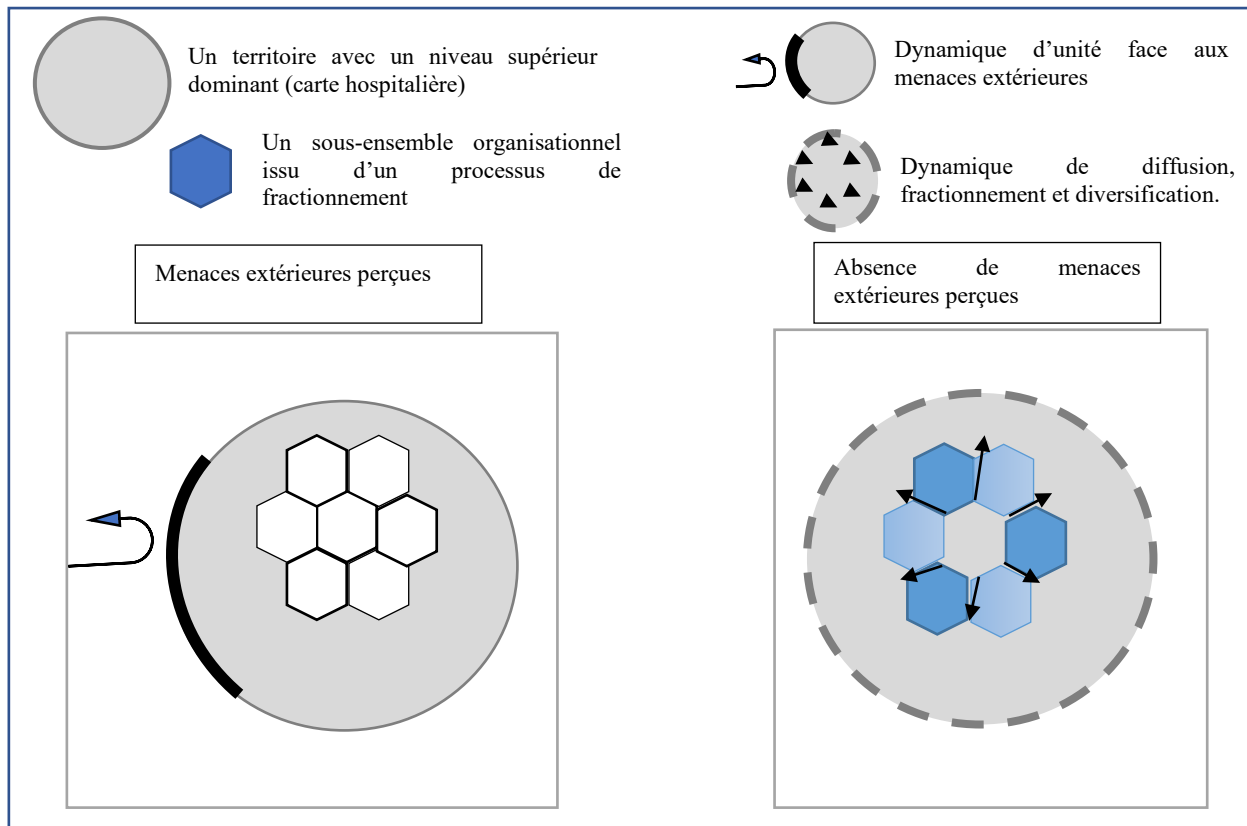 Un territoire avec un niveau supérieur
dominant (carte hospitalière)
Un sous-ensemble organisationnel
issu d’un processus de
fractionnement
Dynamique d’unité face aux
menaces extérieures
Dynamique de diffusion,
fractionnement et diversification.
Menaces extérieures perçues
Absence de menaces
extérieures perçues